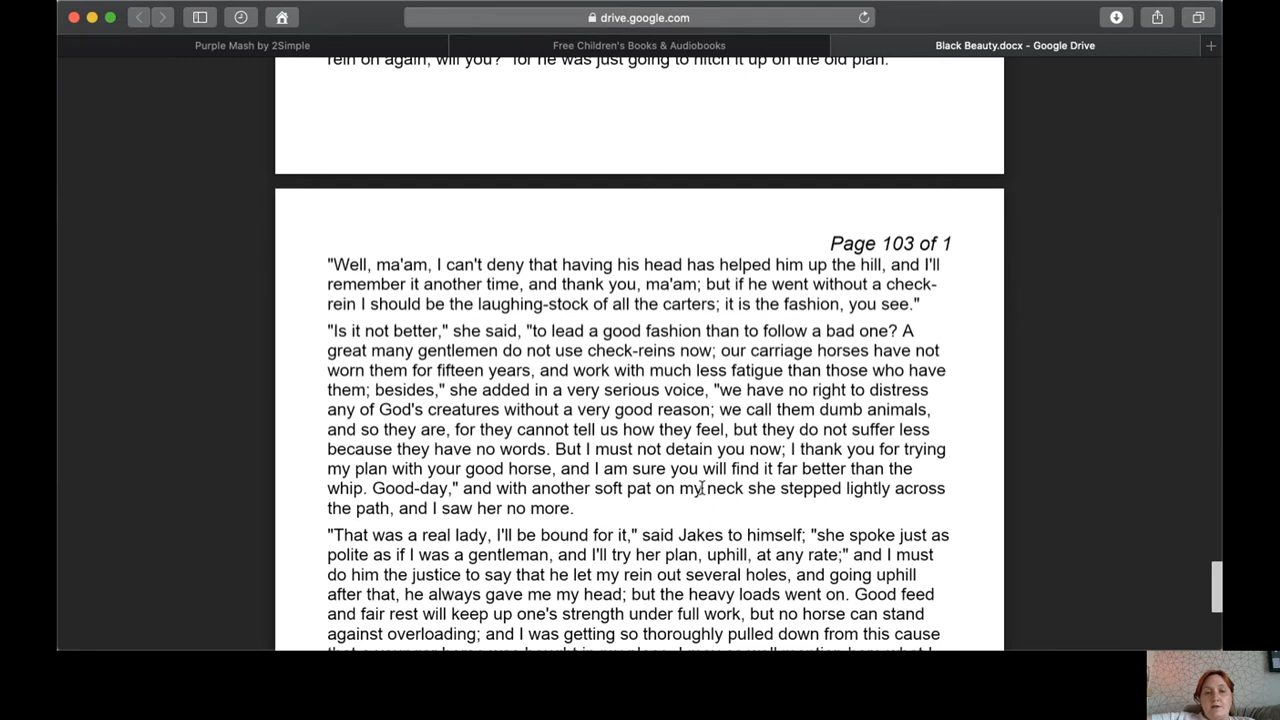 drive.google.com
Purple Mash by 2Simple
Free Children's Books & Audiobooks
Black Beauty.docx - Google Drive
rein on again, will you?" for he was just going to hitch it up on the old plan.
Page 103 of 1
"Well, ma'am, I can't deny that having his head has helped him up the hill, and I'll
remember it another time, and thank you, ma'am; but if he went without a check-
rein I should be the laughing-stock of all the carters; it is the fashion, you see."
"Is it not better," she said, "to lead a good fashion than to follow a bad one? A
great many gentlemen do not use check-reins now; our carriage horses have not
worn them for fifteen years, and work with much less fatigue than those who have
them; besides," she added in a very serious voice, "we have no right to distress
any of God's creatures without a very good reason; we call them dumb animals,
and so they are, for they cannot tell us how they feel, but they do not suffer less
because they have no words. But I must not detain you now; I thank you for trying
my plan with your good horse, and I am sure you will find it far better than the
whip. Good-day," and with another soft pat on my neck she stepped lightly across
the path, and I saw her no more.
"That was a real lady, I'll be bound for it," said Jakes to himself; "she spoke just as
polite as if I was a gentleman, and I'll try her plan, uphill, at any rate;" and I must
do him the justice to say that he let my rein out several holes, and going uphill
after that, he always gave me my head; but the heavy loads went on. Good feed
and fair rest will keep up one's strength under full work, but no horse can stand
against overloading; and I was getting so thoroughly pulled down from this cause